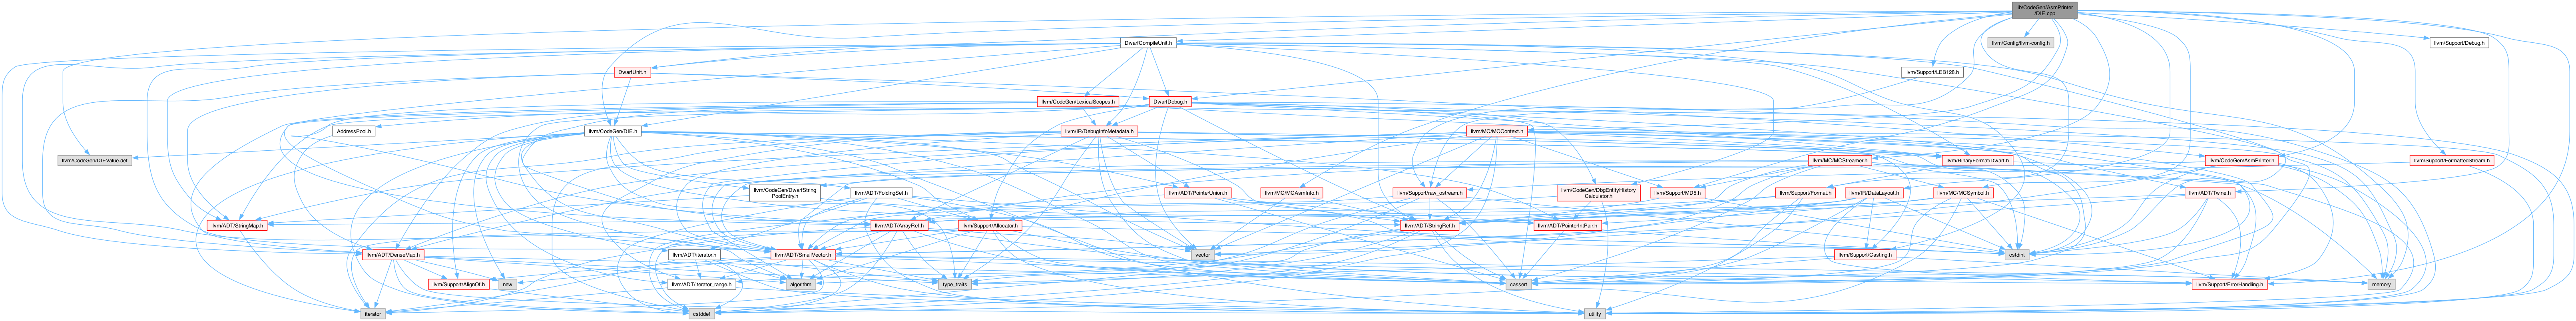 lib/CodeGen/AsmPrinter
/DIE.cpp
DwarfCompileUnit.h
llvm/Config/llvm-config.h
llvm/Support/Debug.h
DwarfUnit.h
llvm/Support/LEB128.h
llvm/CodeGen/LexicalScopes.h
DwarfDebug.h
AddressPool.h
llvm/CodeGen/DIE.h
llvm/IR/DebugInfoMetadata.h
llvm/MC/MCContext.h
llvm/CodeGen/DIEValue.def
llvm/MC/MCStreamer.h
llvm/BinaryFormat/Dwarf.h
llvm/CodeGen/AsmPrinter.h
llvm/Support/FormattedStream.h
llvm/CodeGen/DwarfString
PoolEntry.h
llvm/ADT/FoldingSet.h
llvm/ADT/PointerUnion.h
llvm/MC/MCAsmInfo.h
llvm/Support/raw_ostream.h
llvm/CodeGen/DbgEntityHistory
Calculator.h
llvm/Support/MD5.h
llvm/Support/Format.h
llvm/IR/DataLayout.h
llvm/MC/MCSymbol.h
llvm/ADT/Twine.h
llvm/ADT/StringMap.h
llvm/ADT/ArrayRef.h
llvm/Support/Allocator.h
llvm/ADT/StringRef.h
llvm/ADT/PointerIntPair.h
llvm/ADT/DenseMap.h
llvm/ADT/iterator.h
llvm/ADT/SmallVector.h
vector
llvm/Support/Casting.h
cstdint
llvm/Support/AlignOf.h
new
llvm/ADT/iterator_range.h
algorithm
type_traits
cassert
llvm/Support/ErrorHandling.h
memory
iterator
cstddef
utility